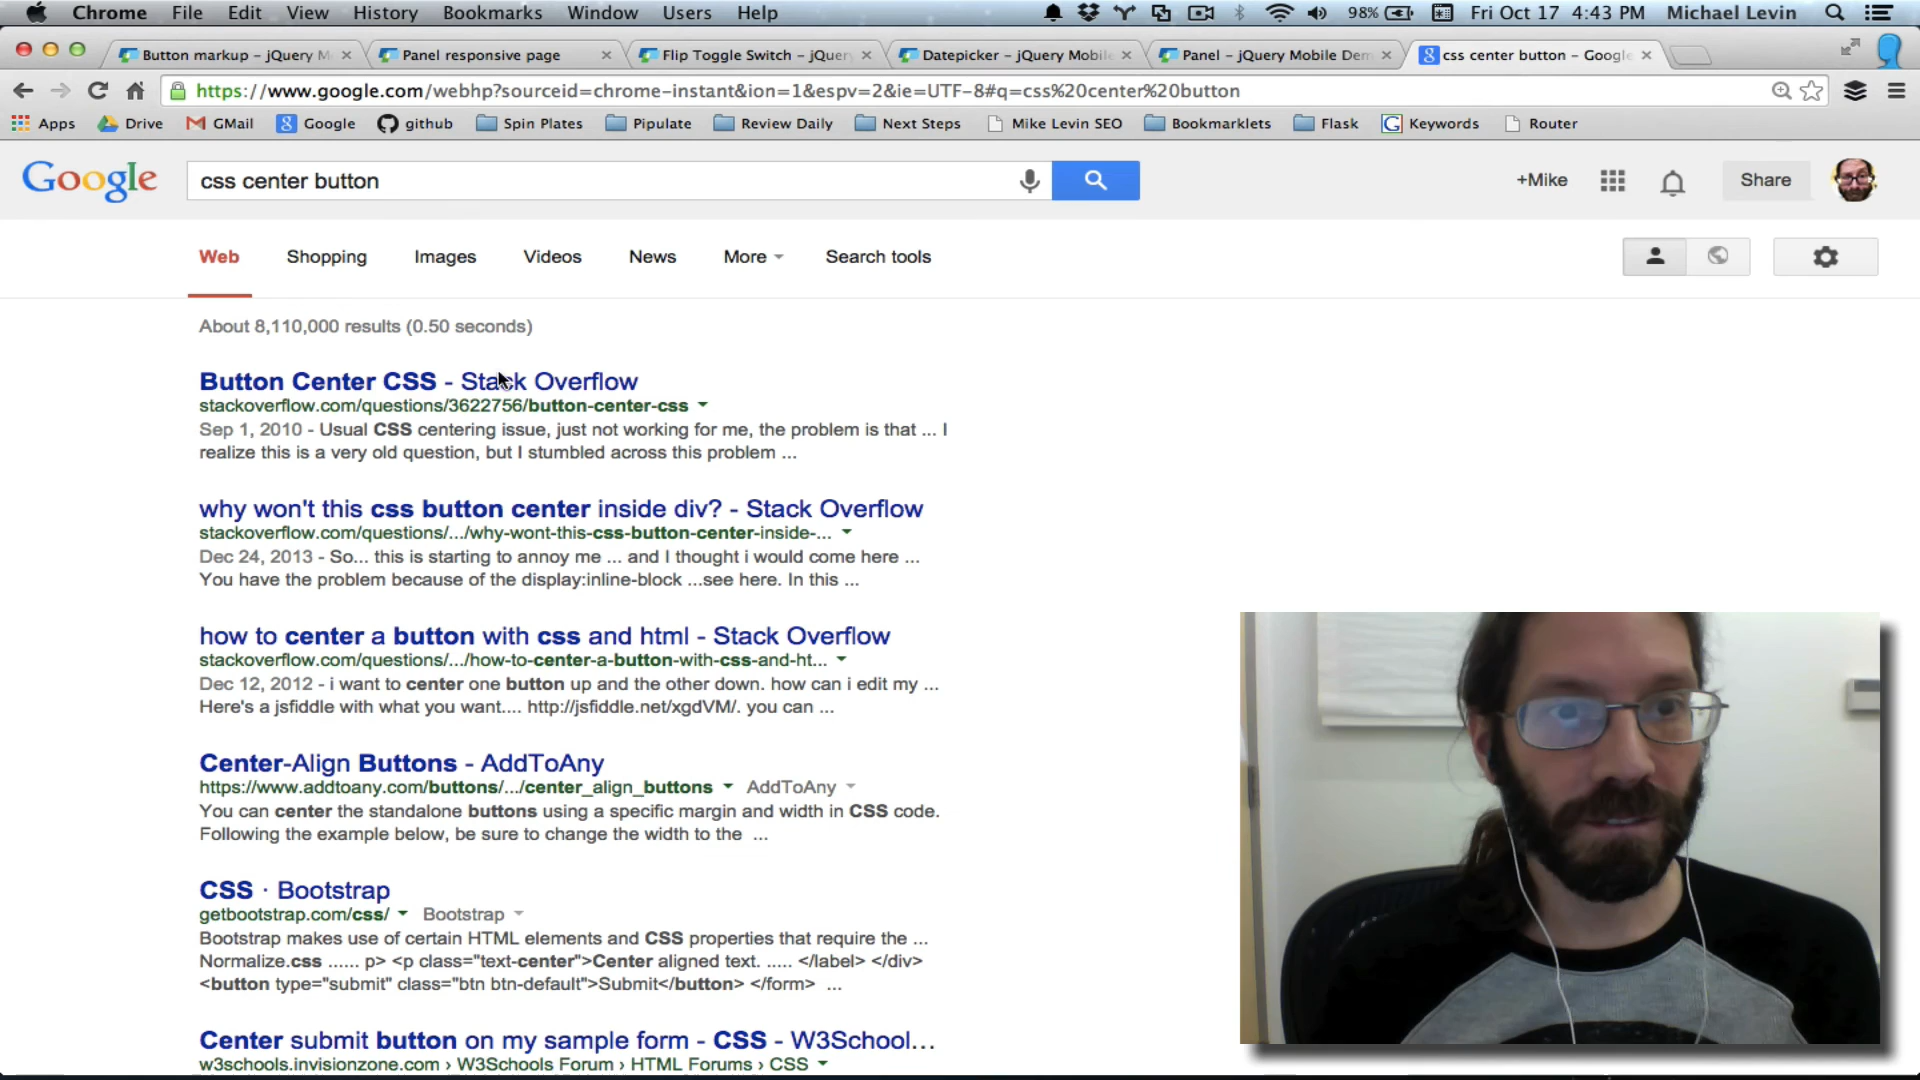 Chrome File Edit View History Bookmarks Window Users Help 98% Fri Oct 17 4:43 PM Michael Levin
Button markup – jQuery M Panel responsive page Flip Toggle Switch – jQuery Datepicker – jQuery Mobile Panel – jQuery Mobile Dem css center button – Google
https://www.google.com/webhp?sourceid=chrome-instant&ion=1&espv=2&ie=UTF-8#q=css%20center%20button
Apps Drive GMail Google github Spin Plates Pipulate Review Daily Next Steps Mike Levin SEO Bookmarklets Flask Keywords Router
Google css center button +Mike Share
Web Shopping Images Videos News More Search tools
About 8,110,000 results (0.50 seconds)
Button Center CSS - Stack Overflow
stackoverflow.com/questions/3622756/button-center-css
Sep 1, 2010 - Usual CSS centering issue, just not working for me, the problem is that ... I
realize this is a very old question, but I stumbled across this problem ...
why won't this css button center inside div? - Stack Overflow
stackoverflow.com/questions/.../why-wont-this-css-button-center-inside-...
Dec 24, 2013 - So... this is starting to annoy me ... and I thought i would come here ...
You have the problem because of the display:inline-block ...see here. In this ...
how to center a button with css and html - Stack Overflow
stackoverflow.com/questions/.../how-to-center-a-button-with-css-and-ht...
Dec 12, 2012 - i want to center one button up and the other down. how can i edit my ...
Here's a jsfiddle with what you want.... http://jsfiddle.net/xgdVM/. you can ...
Center-Align Buttons - AddToAny
https://www.addtoany.com/buttons/.../center_align_buttons AddToAny
You can center the standalone buttons using a specific margin and width in CSS code.
Following the example below, be sure to change the width to the ...
CSS · Bootstrap
getbootstrap.com/css/ Bootstrap
Bootstrap makes use of certain HTML elements and CSS properties that require the ...
Normalize.css ...... p> <p class="text-center">Center aligned text. ..... </label> </div>
<button type="submit" class="btn btn-default">Submit</button> </form> ...
Center submit button on my sample form - CSS - W3School...
w3schools.invisionzone.com › W3Schools Forum › HTML Forums › CSS